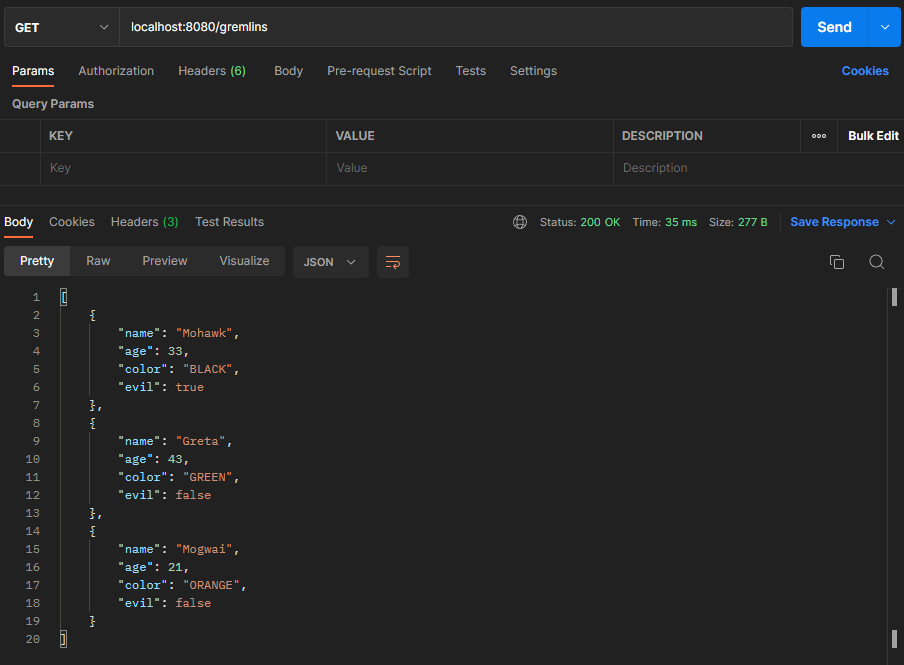 GET localhost:8080/gremlins Send
Params Authorization Headers (6) Body Pre-request Script Tests Settings Cookies
Query Params
KEY VALUE DESCRIPTION Bulk Edit
Key Value Description
Body Cookies Headers (3) Test Results Status: 200 OK Time: 35 ms Size: 277 B Save Response
Pretty Raw Preview Visualize JSON
1 [
2 {
3 "name": "Mohawk",
4 "age": 33,
5 "color": "BLACK",
6 "evil": true
7 },
8 {
9 "name": "Greta",
10 "age": 43,
11 "color": "GREEN",
12 "evil": false
13 },
14 {
15 "name": "Mogwai",
16 "age": 21,
17 "color": "ORANGE",
18 "evil": false
19 }
20 ]